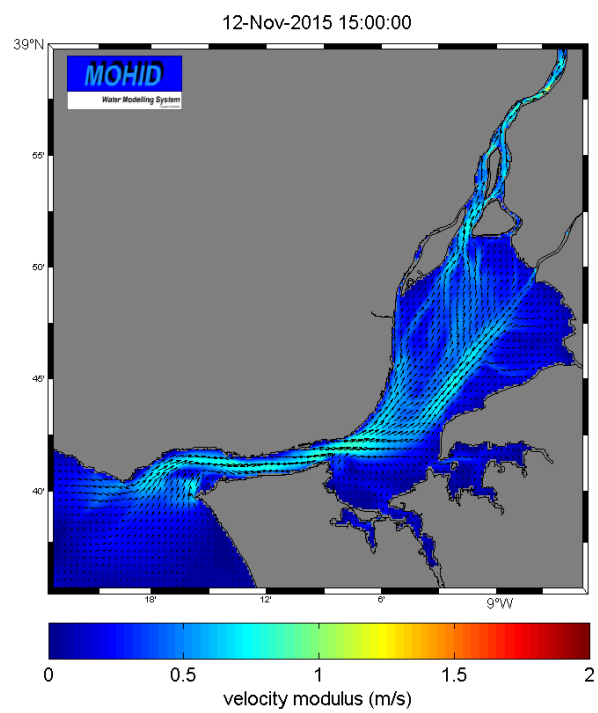 12-Nov-2015 15:00:00
39°N
MOHID
Water Modelling System
55'
50'
45'
40'
18'
12'
6'
9°W
0
0.5
1
1.5
2
velocity modulus (m/s)